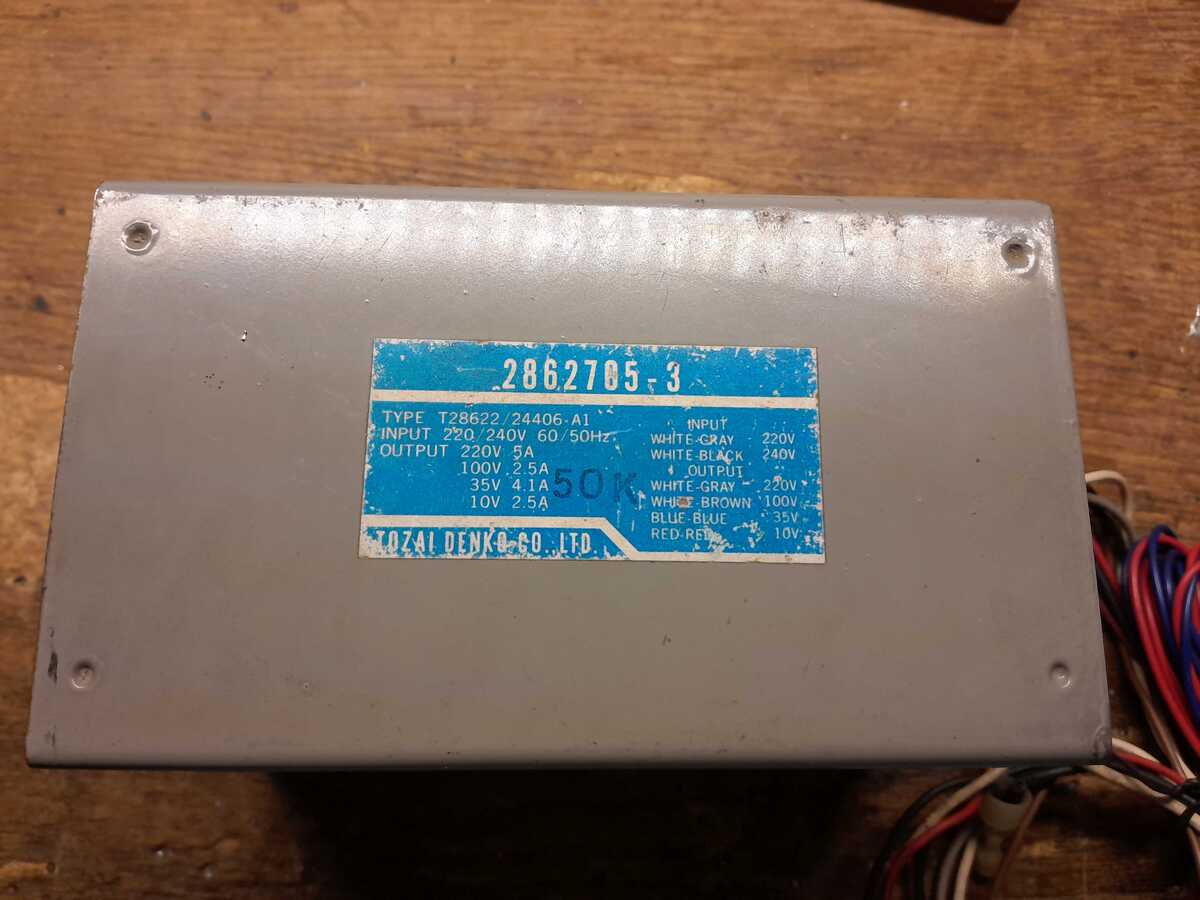 2862705-3
TYPE T28622/24406-A1
INPUT 220/240V 60/50Hz
OUTPUT 220V 5A
100V 2.5A
35V 4.1A
10V 2.5A
50K
INPUT
WHITE-GRAY 220V
WHITE-BLACK 240V
OUTPUT
WHITE-GRAY 220V
WHITE-BROWN 100V
BLUE-BLUE 35V
RED-RED 10V
TOZAI DENKO CO.,LTD.